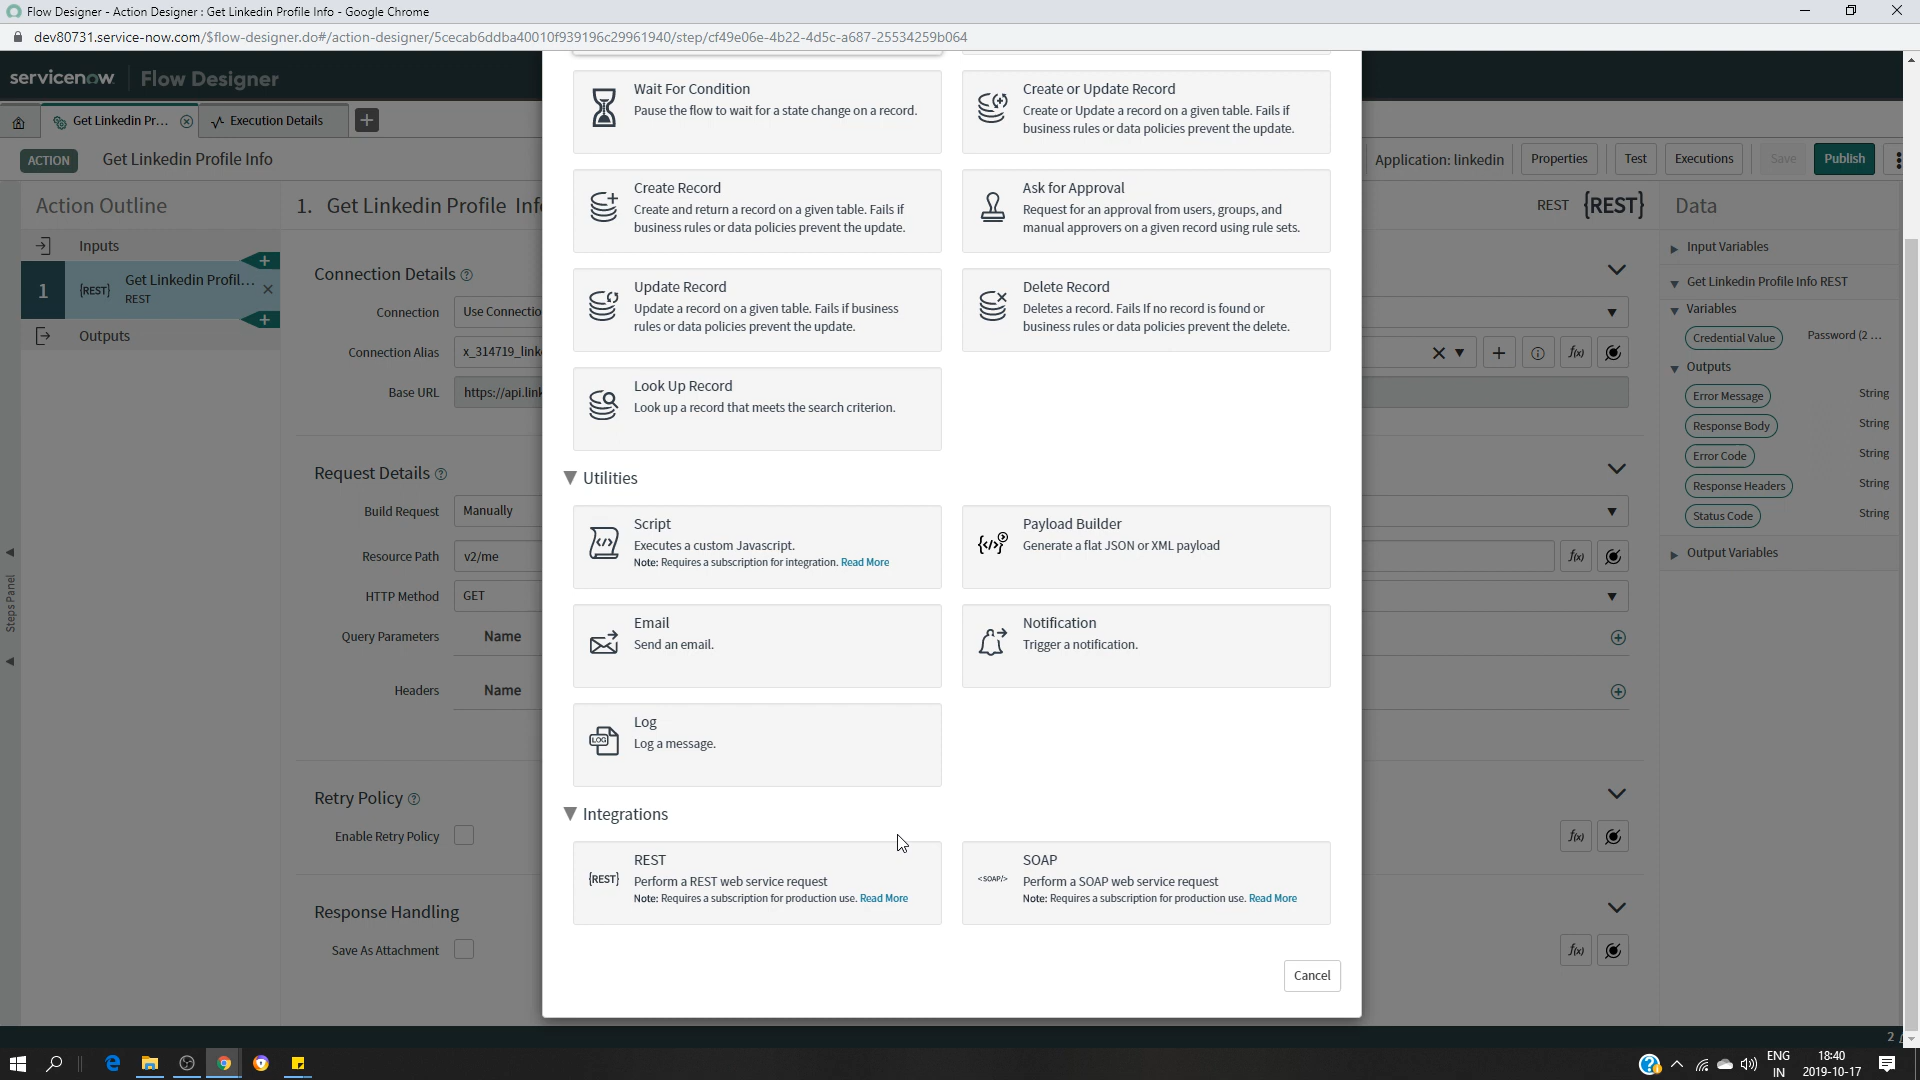 Flow Designer - Action Designer : Get Linkedin Profile Info - Google Chrome
dev80731.service-now.com/$flow-designer.do#/action-designer/5cecab6ddba40010f939196c29961940/step/cf49e06e-4b22-4d5c-a687-25534259b064
servicenow Flow Designer
Get Linkedin Pr... Execution Details
ACTION Get Linkedin Profile Info
Application: linkedin Properties Test Executions Save Publish
Action Outline
Inputs
1 {REST} Get Linkedin Profil...
REST
Outputs
Steps Panel
1. Get Linkedin Profile Inf
REST {REST}
Connection Details
Connection Use Connectio
Connection Alias x_314719_link
Base URL https://api.link
Request Details
Build Request Manually
Resource Path v2/me
HTTP Method GET
Query Parameters Name
Headers Name
Retry Policy
Enable Retry Policy
Response Handling
Save As Attachment
f(x)
f(x)
f(x)
f(x)
Wait For Condition
Pause the flow to wait for a state change on a record.
Create or Update Record
Create or Update a record on a given table. Fails if
business rules or data policies prevent the update.
Create Record
Create and return a record on a given table. Fails if
business rules or data policies prevent the update.
Ask for Approval
Request for an approval from users, groups, and
manual approvers on a given record using rule sets.
Update Record
Update a record on a given table. Fails if business
rules or data policies prevent the update.
Delete Record
Deletes a record. Fails If no record is found or
business rules or data policies prevent the delete.
Look Up Record
Look up a record that meets the search criterion.
Utilities
Script
Executes a custom Javascript.
Note: Requires a subscription for integration. Read More
Payload Builder
Generate a flat JSON or XML payload
Email
Send an email.
Notification
Trigger a notification.
LOG
Log
Log a message.
Integrations
{REST}
REST
Perform a REST web service request
Note: Requires a subscription for production use. Read More
<SOAP/>
SOAP
Perform a SOAP web service request
Note: Requires a subscription for production use. Read More
Cancel
Data
Input Variables
Get Linkedin Profile Info REST
Variables
Credential Value Password (2 ...
Outputs
Error Message String
Response Body String
Error Code String
Response Headers String
Status Code String
Output Variables
2
ENG
IN
18:40
2019-10-17